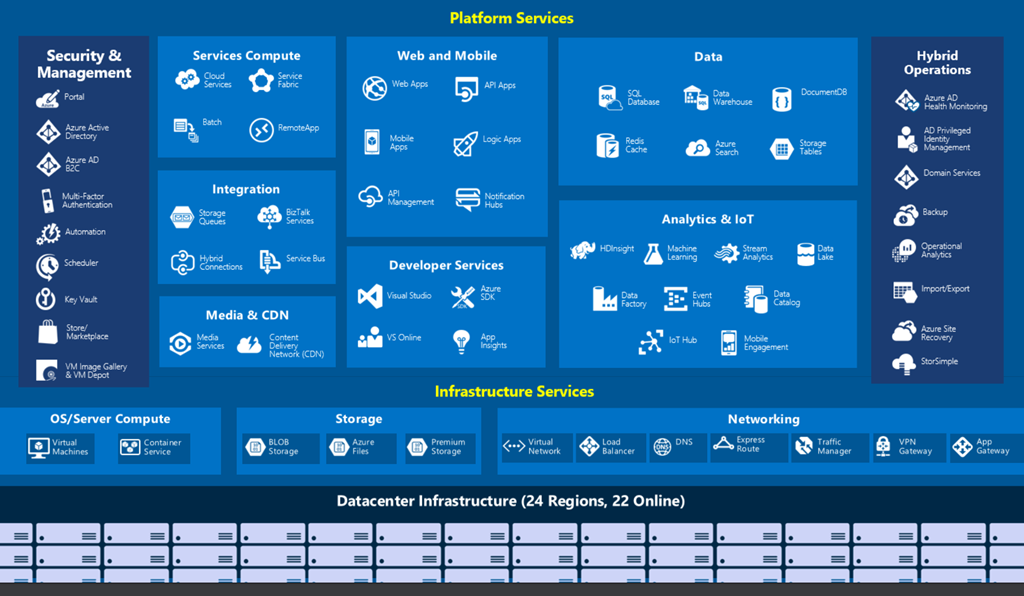 Platform Services
Security &
Management
Portal
Azure Active
Directory
Azure AD
B2C
Multi-Factor
Authentication
Automation
Scheduler
Key Vault
Store/
Marketplace
VM Image Gallery
& VM Depot
Services Compute
Cloud
Services
Service
Fabric
Batch
RemoteApp
Integration
Storage
Queues
BizTalk
Services
Hybrid
Connections
Service Bus
Media & CDN
Media
Services
Content
Delivery
Network (CDN)
Web and Mobile
Web Apps
API Apps
Mobile
Apps
Logic Apps
API
Management
Notification
Hubs
Developer Services
Visual Studio
Azure
SDK
VS Online
App
Insights
Data
SQL
SQL
Database
SQL
Data
Warehouse
DocumentDB
Redis
Cache
Azure
Search
Storage
Tables
Analytics & IoT
HDInsight
Machine
Learning
Stream
Analytics
Data
Lake
Data
Factory
Event
Hubs
Data
Catalog
IoT Hub
Mobile
Engagement
Hybrid
Operations
Azure AD
Health Monitoring
AD Privileged
Identity
Management
Domain Services
Backup
Operational
Analytics
Import/Export
Azure Site
Recovery
StorSimple
Infrastructure Services
OS/Server Compute
Virtual
Machines
Container
Service
Storage
BLOB
Storage
Azure
Files
Premium
Storage
Networking
Virtual
Network
Load
Balancer
DNS
DNS
Express
Route
Traffic
Manager
VPN
Gateway
App
Gateway
Datacenter Infrastructure (24 Regions, 22 Online)